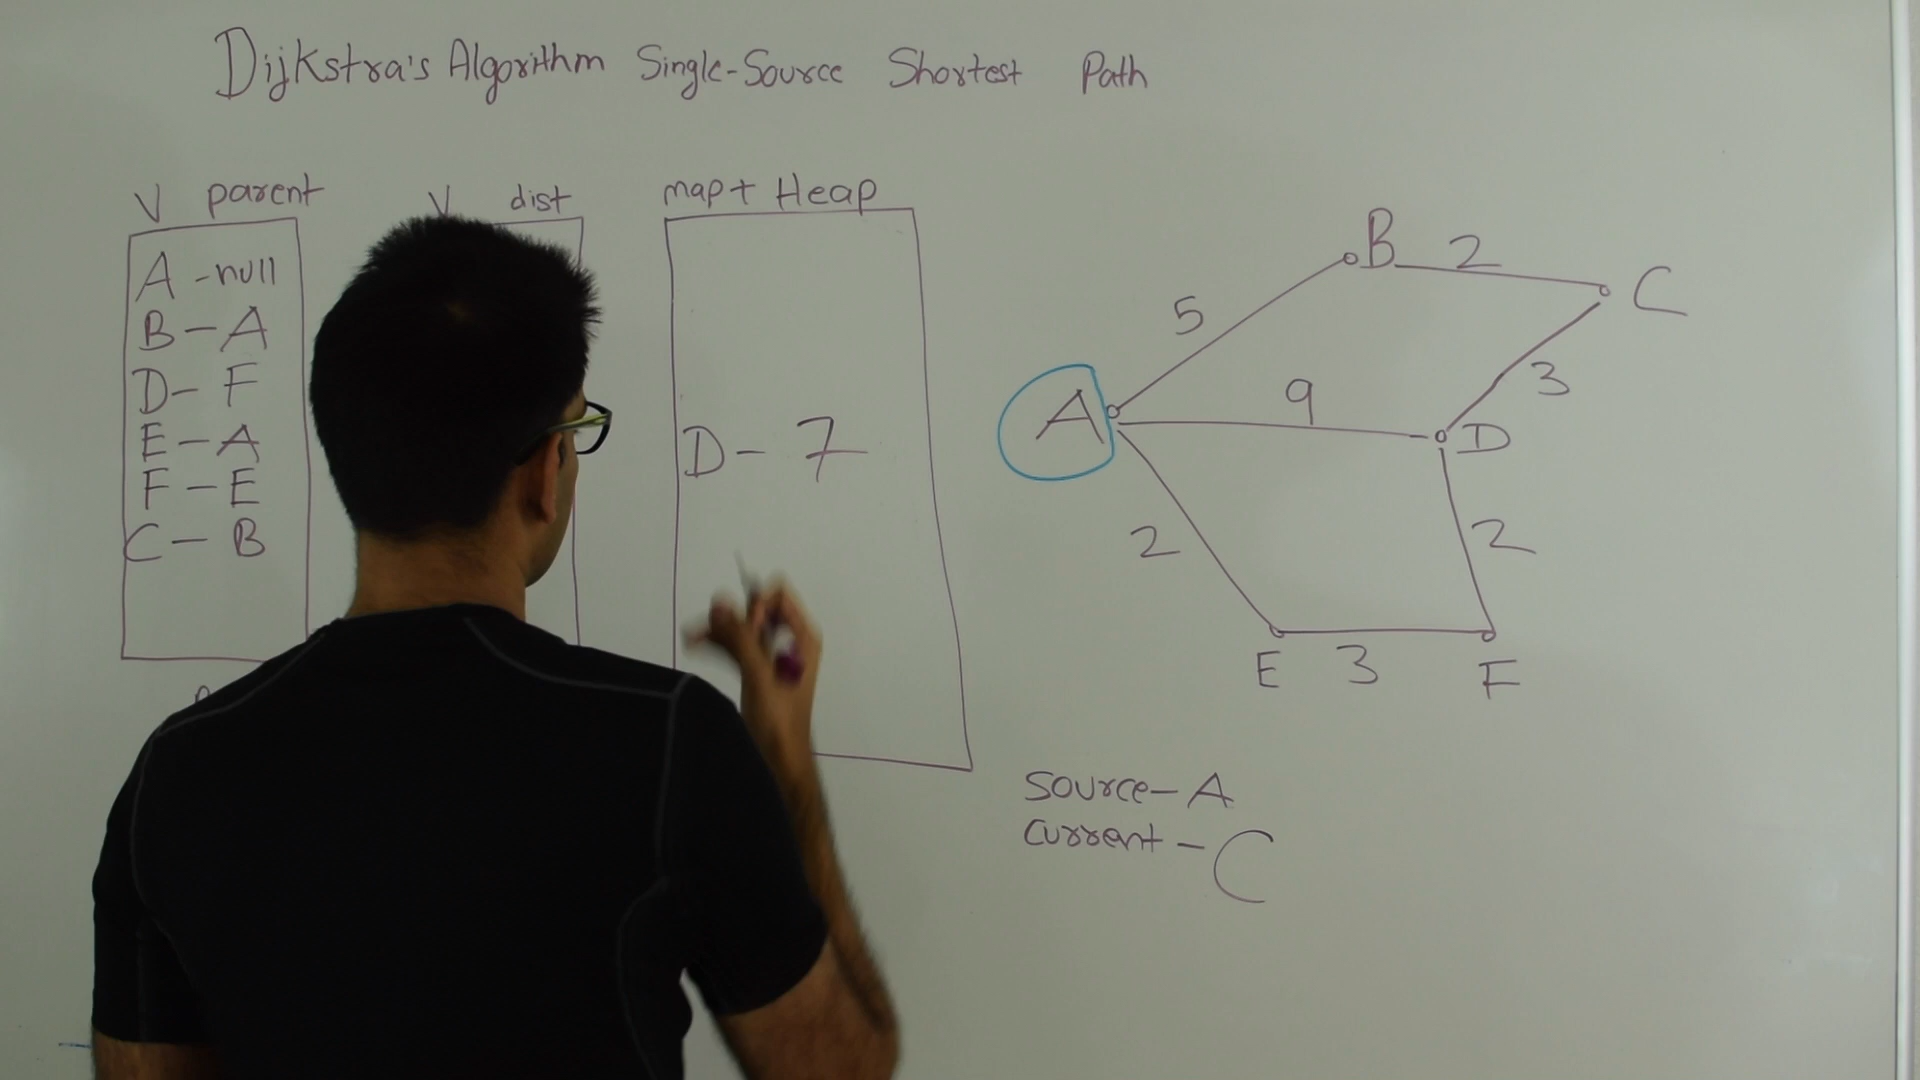 Dijkstra's Algorithm Single-Source Shortest Path
V parent
A - null
B - A
D - F
E - A
F - E
C - B
V dist
map + Heap
D - 7
B
2
C
5
A
9
3
D
2
2
E
3
F
Source - A
Current - C